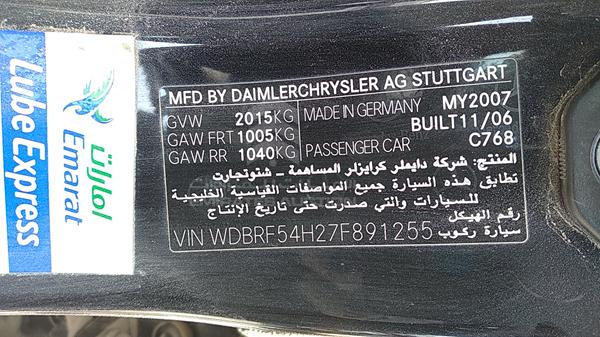 MFD BY DAIMLERCHRYSLER AG STUTTGART
GVW 2015KG MADE IN GERMANY MY2007
GAW FRT 1005KG BUILT11/06
GAW RR 1040KG PASSENGER CAR C768
المنتج: شركة دايملر كرايزلر المساهمة - شتوتجارت
تطابق هذه السيارة جميع المواصفات القياسية الخليجية
للسيارات والتي صدرت حتى تاريخ الإنتاج
رقم الهيكل
VIN WDBRF54H27F891255 سيارة ركوب
امارات
Emarat
Lube Express